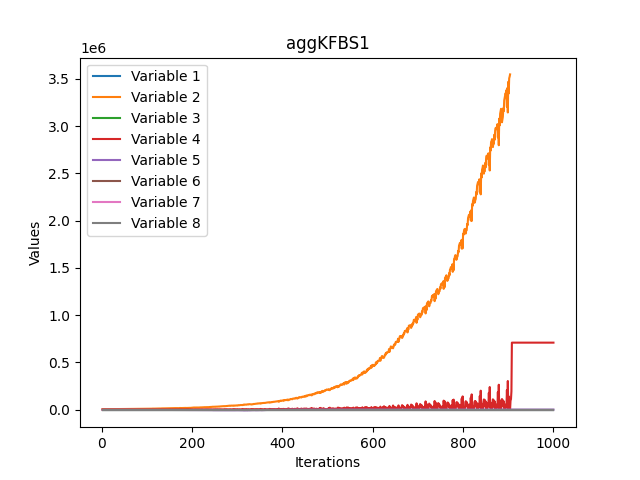 aggKFBS1
1e6
Variable 1
Variable 2
Variable 3
Variable 4
Variable 5
Variable 6
Variable 7
Variable 8
3.5
3.0
2.5
2.0
1.5
1.0
0.5
0.0
Values
0 200 400 600 800 1000
Iterations